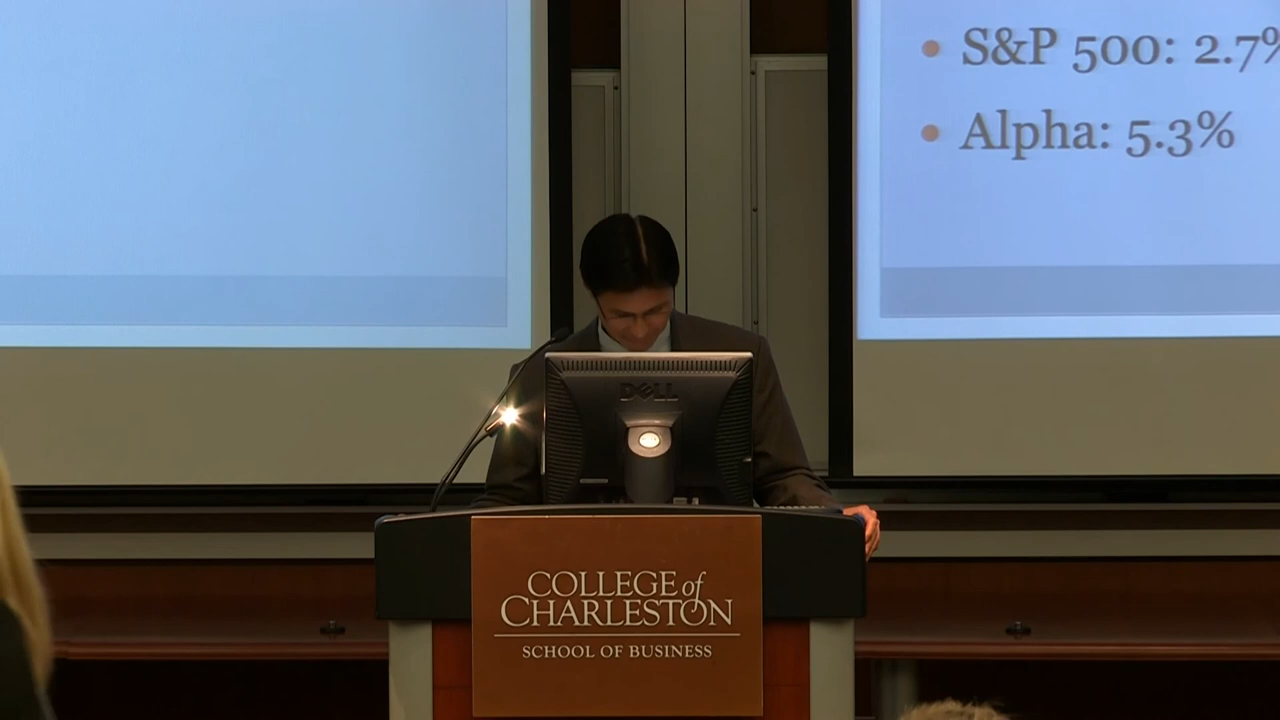 S&P 500: 2.7%
Alpha: 5.3%
DELL
COLLEGE of
CHARLESTON
SCHOOL OF BUSINESS